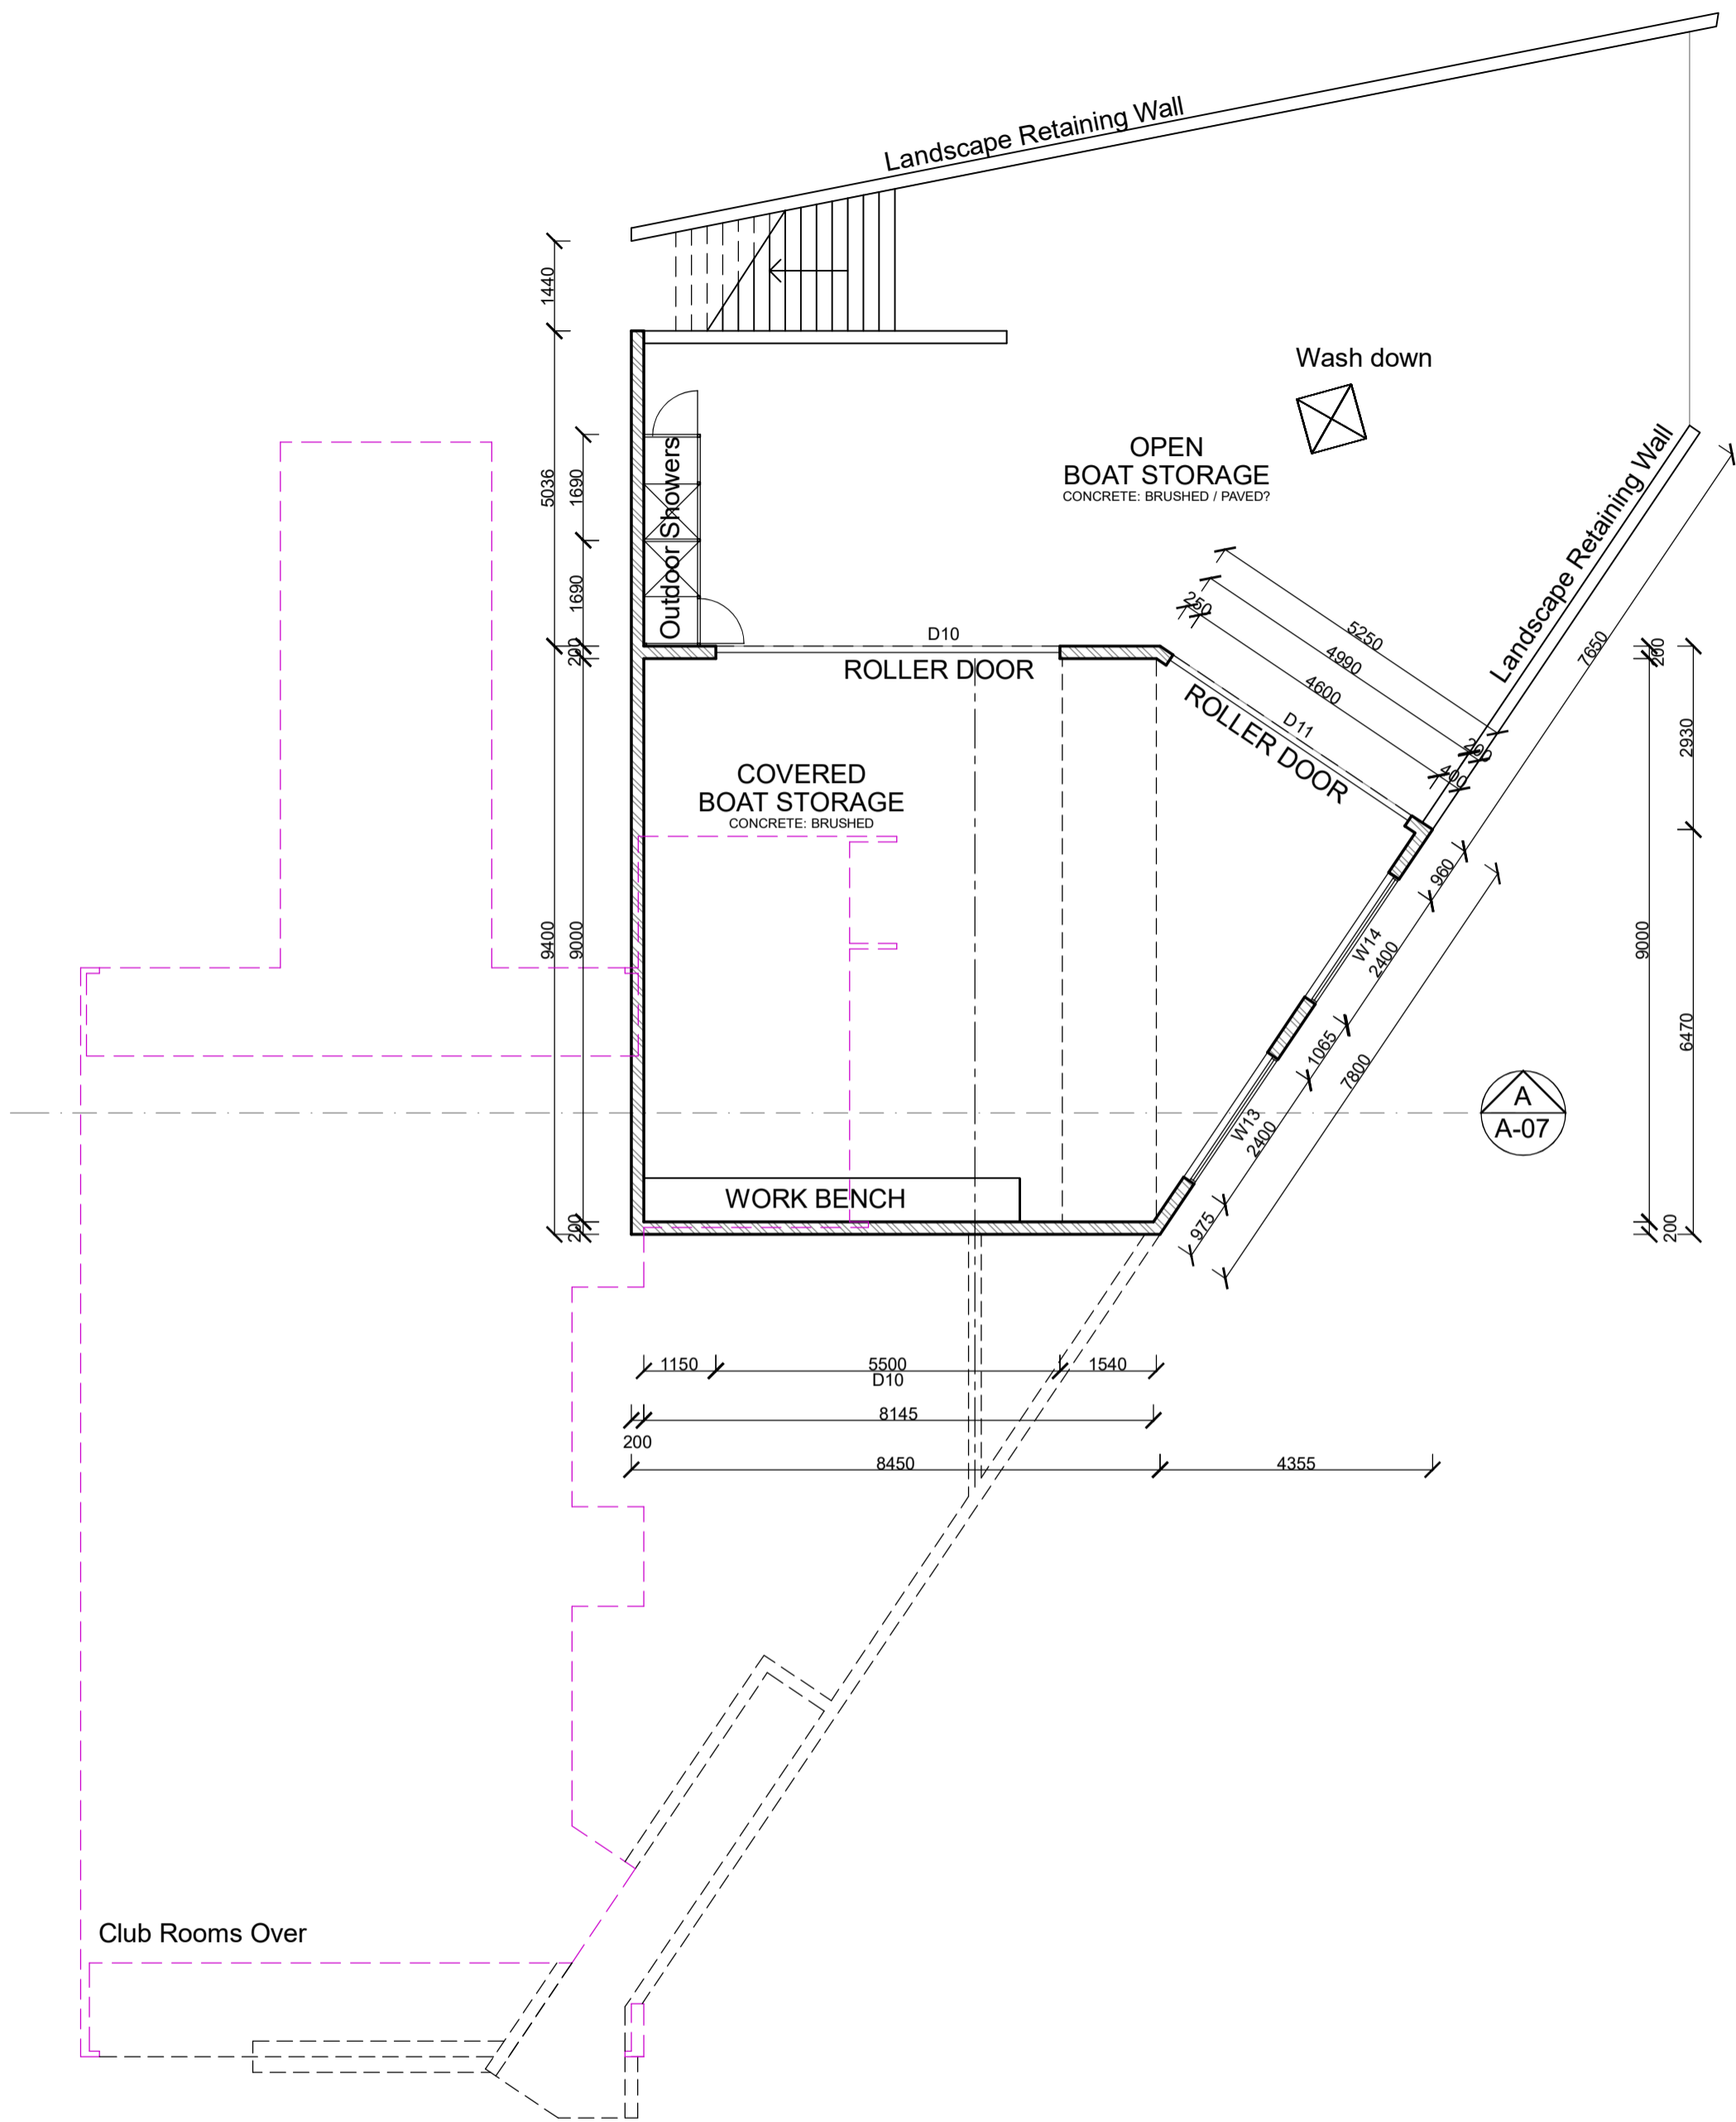 Landscape Retaining Wall
1440
Wash down
OPEN
BOAT STORAGE
CONCRETE: BRUSHED / PAVED?
Outdoor Showers
5036
1690
1690
200
Landscape Retaining Wall
7650
5250
4990
4600
250
200
400
D10
ROLLER DOOR
D11
ROLLER DOOR
200
2930
COVERED
BOAT STORAGE
CONCRETE: BRUSHED
9400
9000
960
W14
2400
1065
7800
W13
2400
975
9000
6470
200
A
A-07
WORK BENCH
200
1150
5500
1540
D10
8145
200
8450
4355
Club Rooms Over